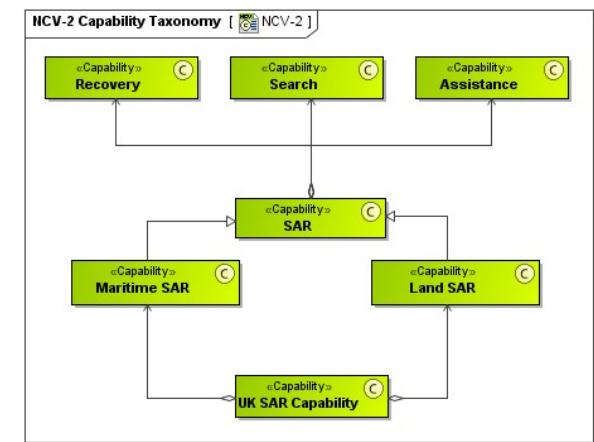 NCV-2 Capability Taxonomy [ NCV-2 ]
«Capability» C
Recovery
«Capability» C
Search
«Capability» C
Assistance
«Capability» C
SAR
«Capability» C
Maritime SAR
«Capability» C
Land SAR
«Capability» C
UK SAR Capability